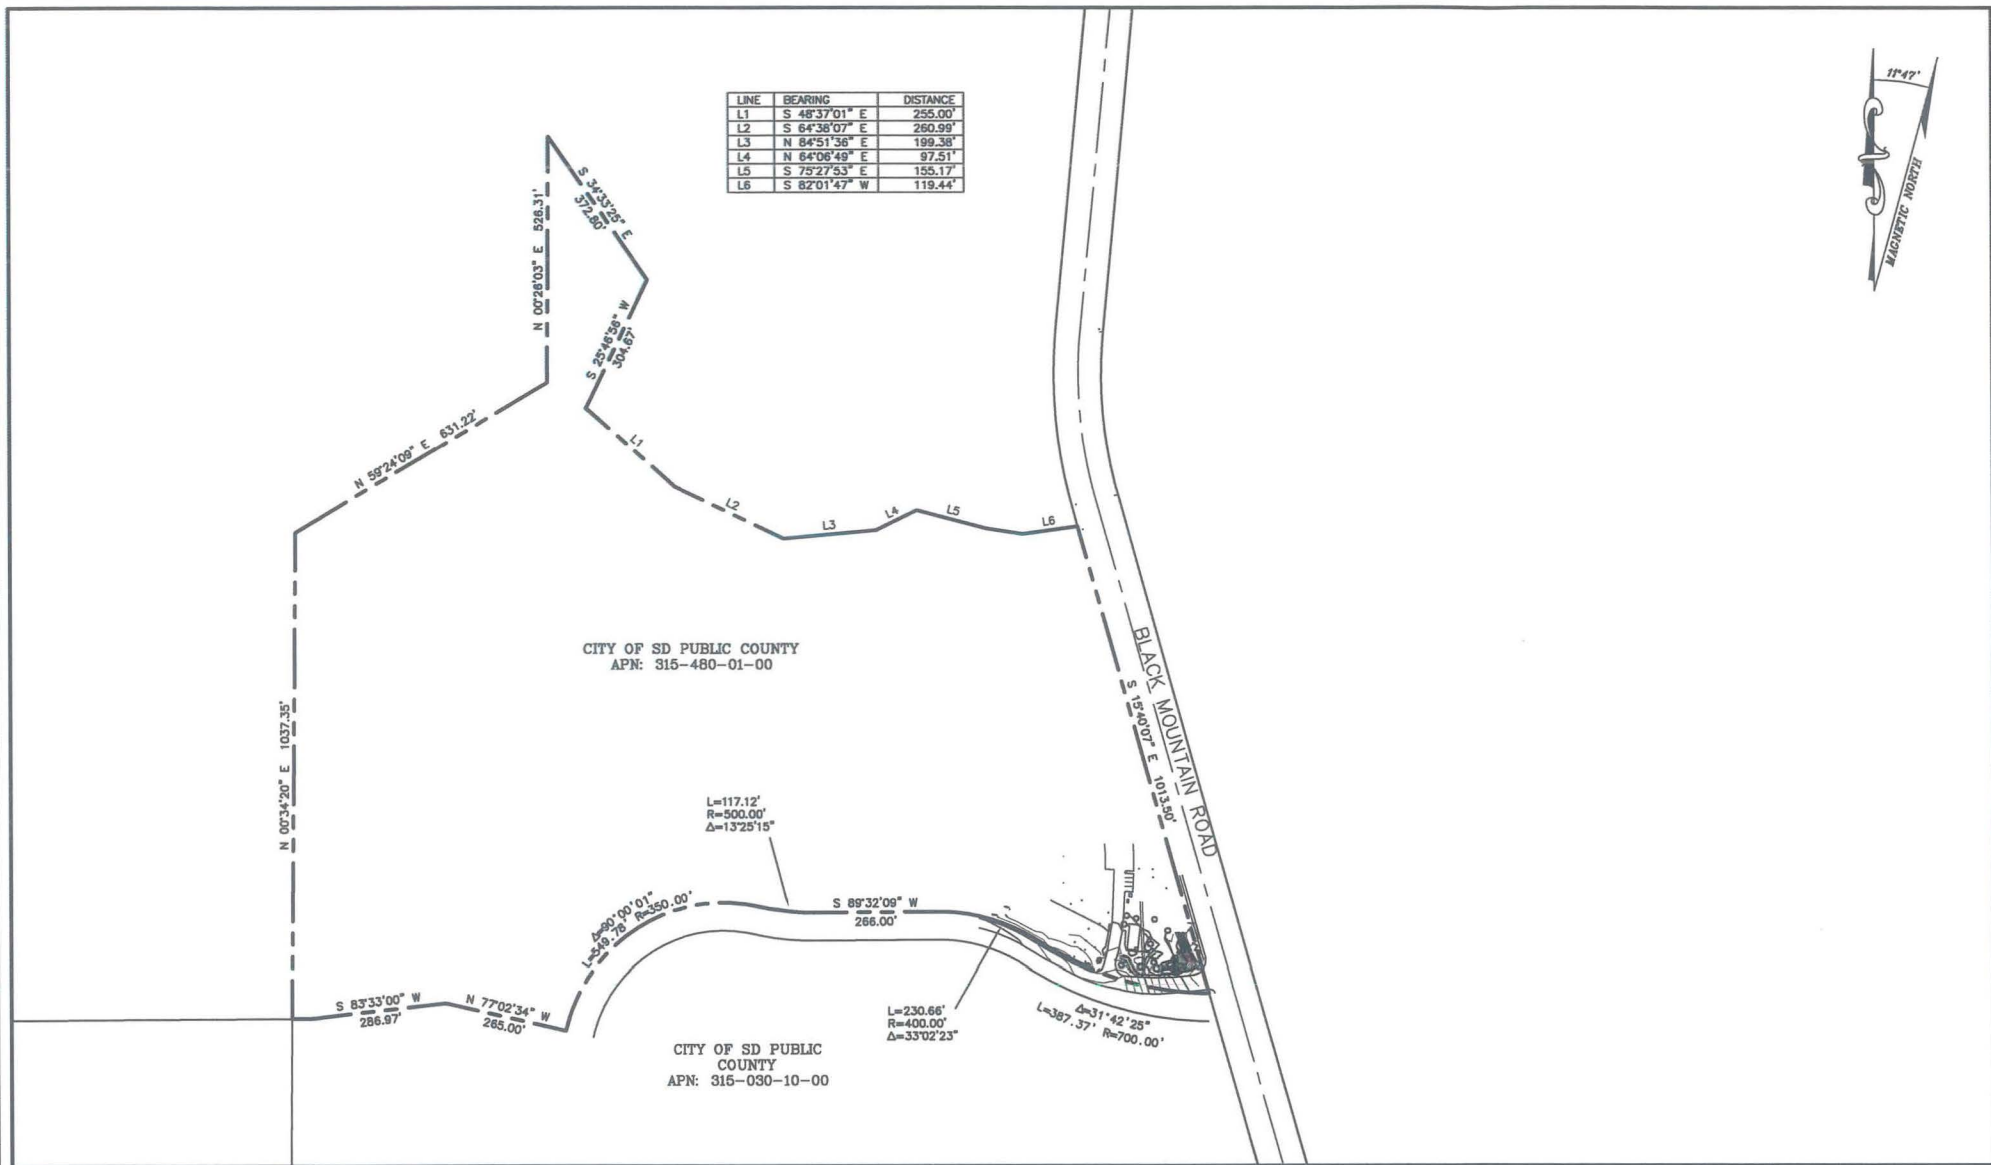 LINE BEARING DISTANCE
L1 S 48°37'01" E 255.00'
L2 S 64°38'07" E 260.99'
L3 N 84°51'36" E 199.38'
L4 N 64°06'49" E 97.51'
L5 S 75°27'53" E 155.17'
L6 S 82°01'47" W 119.44'
11°47'
MAGNETIC NORTH
S 34°33'25" E
372.80'
N 00°26'03" E 526.31'
S 25°46'56" W
304.67'
N 59°24'09" E 631.22'
L1
L2
L3
L4
L5
L6
CITY OF SD PUBLIC COUNTY
APN: 315-480-01-00
BLACK MOUNTAIN ROAD
S 15°40'07" E 1013.50'
N 00°34'20" E 1037.35'
L=117.12'
R=500.00'
Δ=13°25'15"
Δ=90°00'01"
L=549.78' R=350.00'
S 89°32'09" W
266.00'
S 83°33'00" W
286.97'
N 77°02'34" W
265.00'
L=230.66'
R=400.00'
Δ=33°02'23"
Δ=31°42'25"
L=387.37' R=700.00'
CITY OF SD PUBLIC
COUNTY
APN: 315-030-10-00